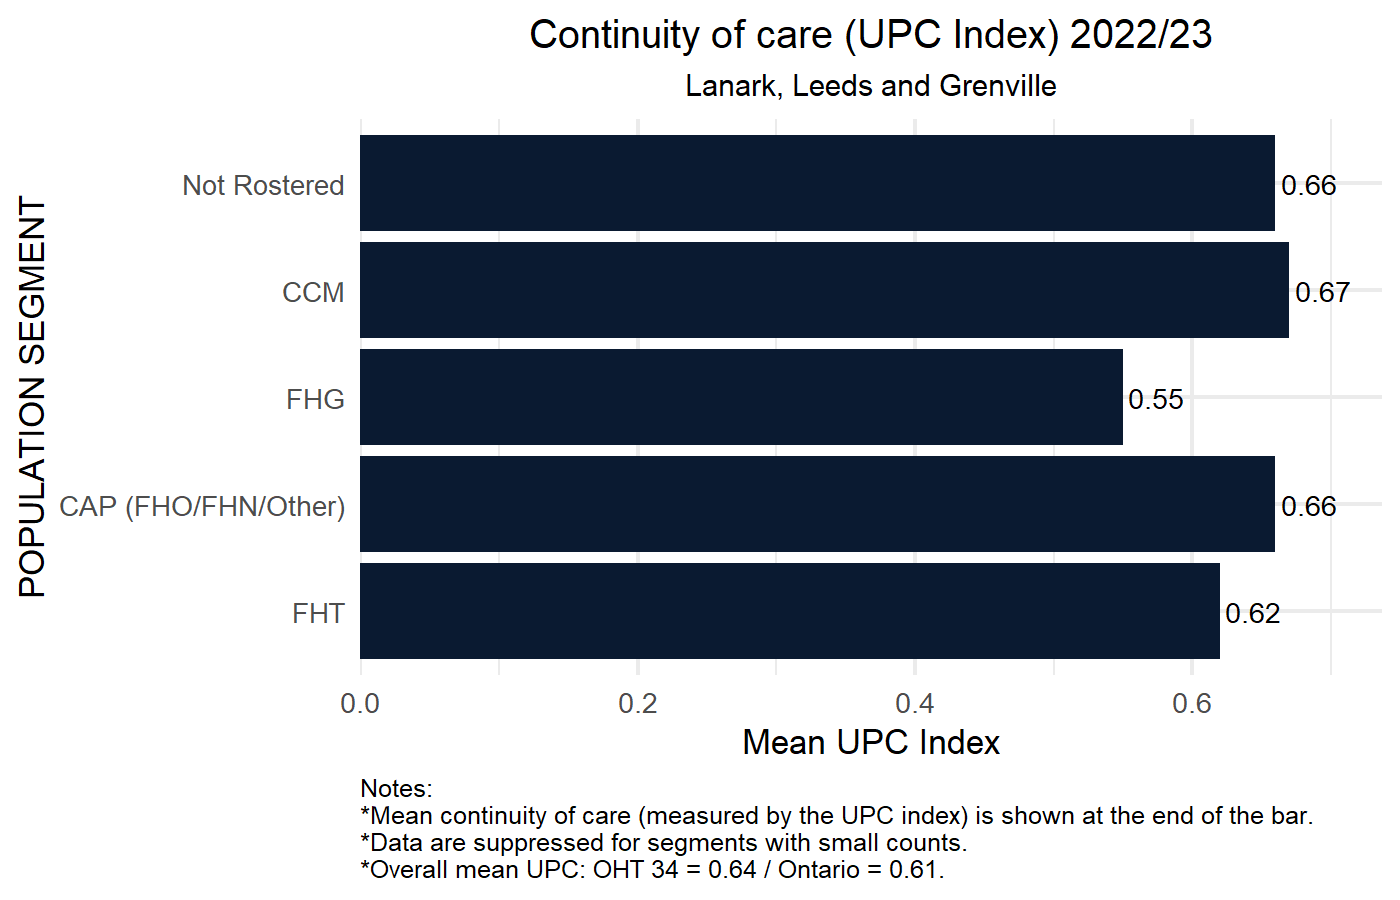 Continuity of care (UPC Index) 2022/23
Lanark, Leeds and Grenville
POPULATION SEGMENT
Not Rostered
0.66
CCM
0.67
FHG
0.55
CAP (FHO/FHN/Other)
0.66
FHT
0.62
0.0
0.2
0.4
0.6
Mean UPC Index
Notes:
*Mean continuity of care (measured by the UPC index) is shown at the end of the bar.
*Data are suppressed for segments with small counts.
*Overall mean UPC: OHT 34 = 0.64 / Ontario = 0.61.